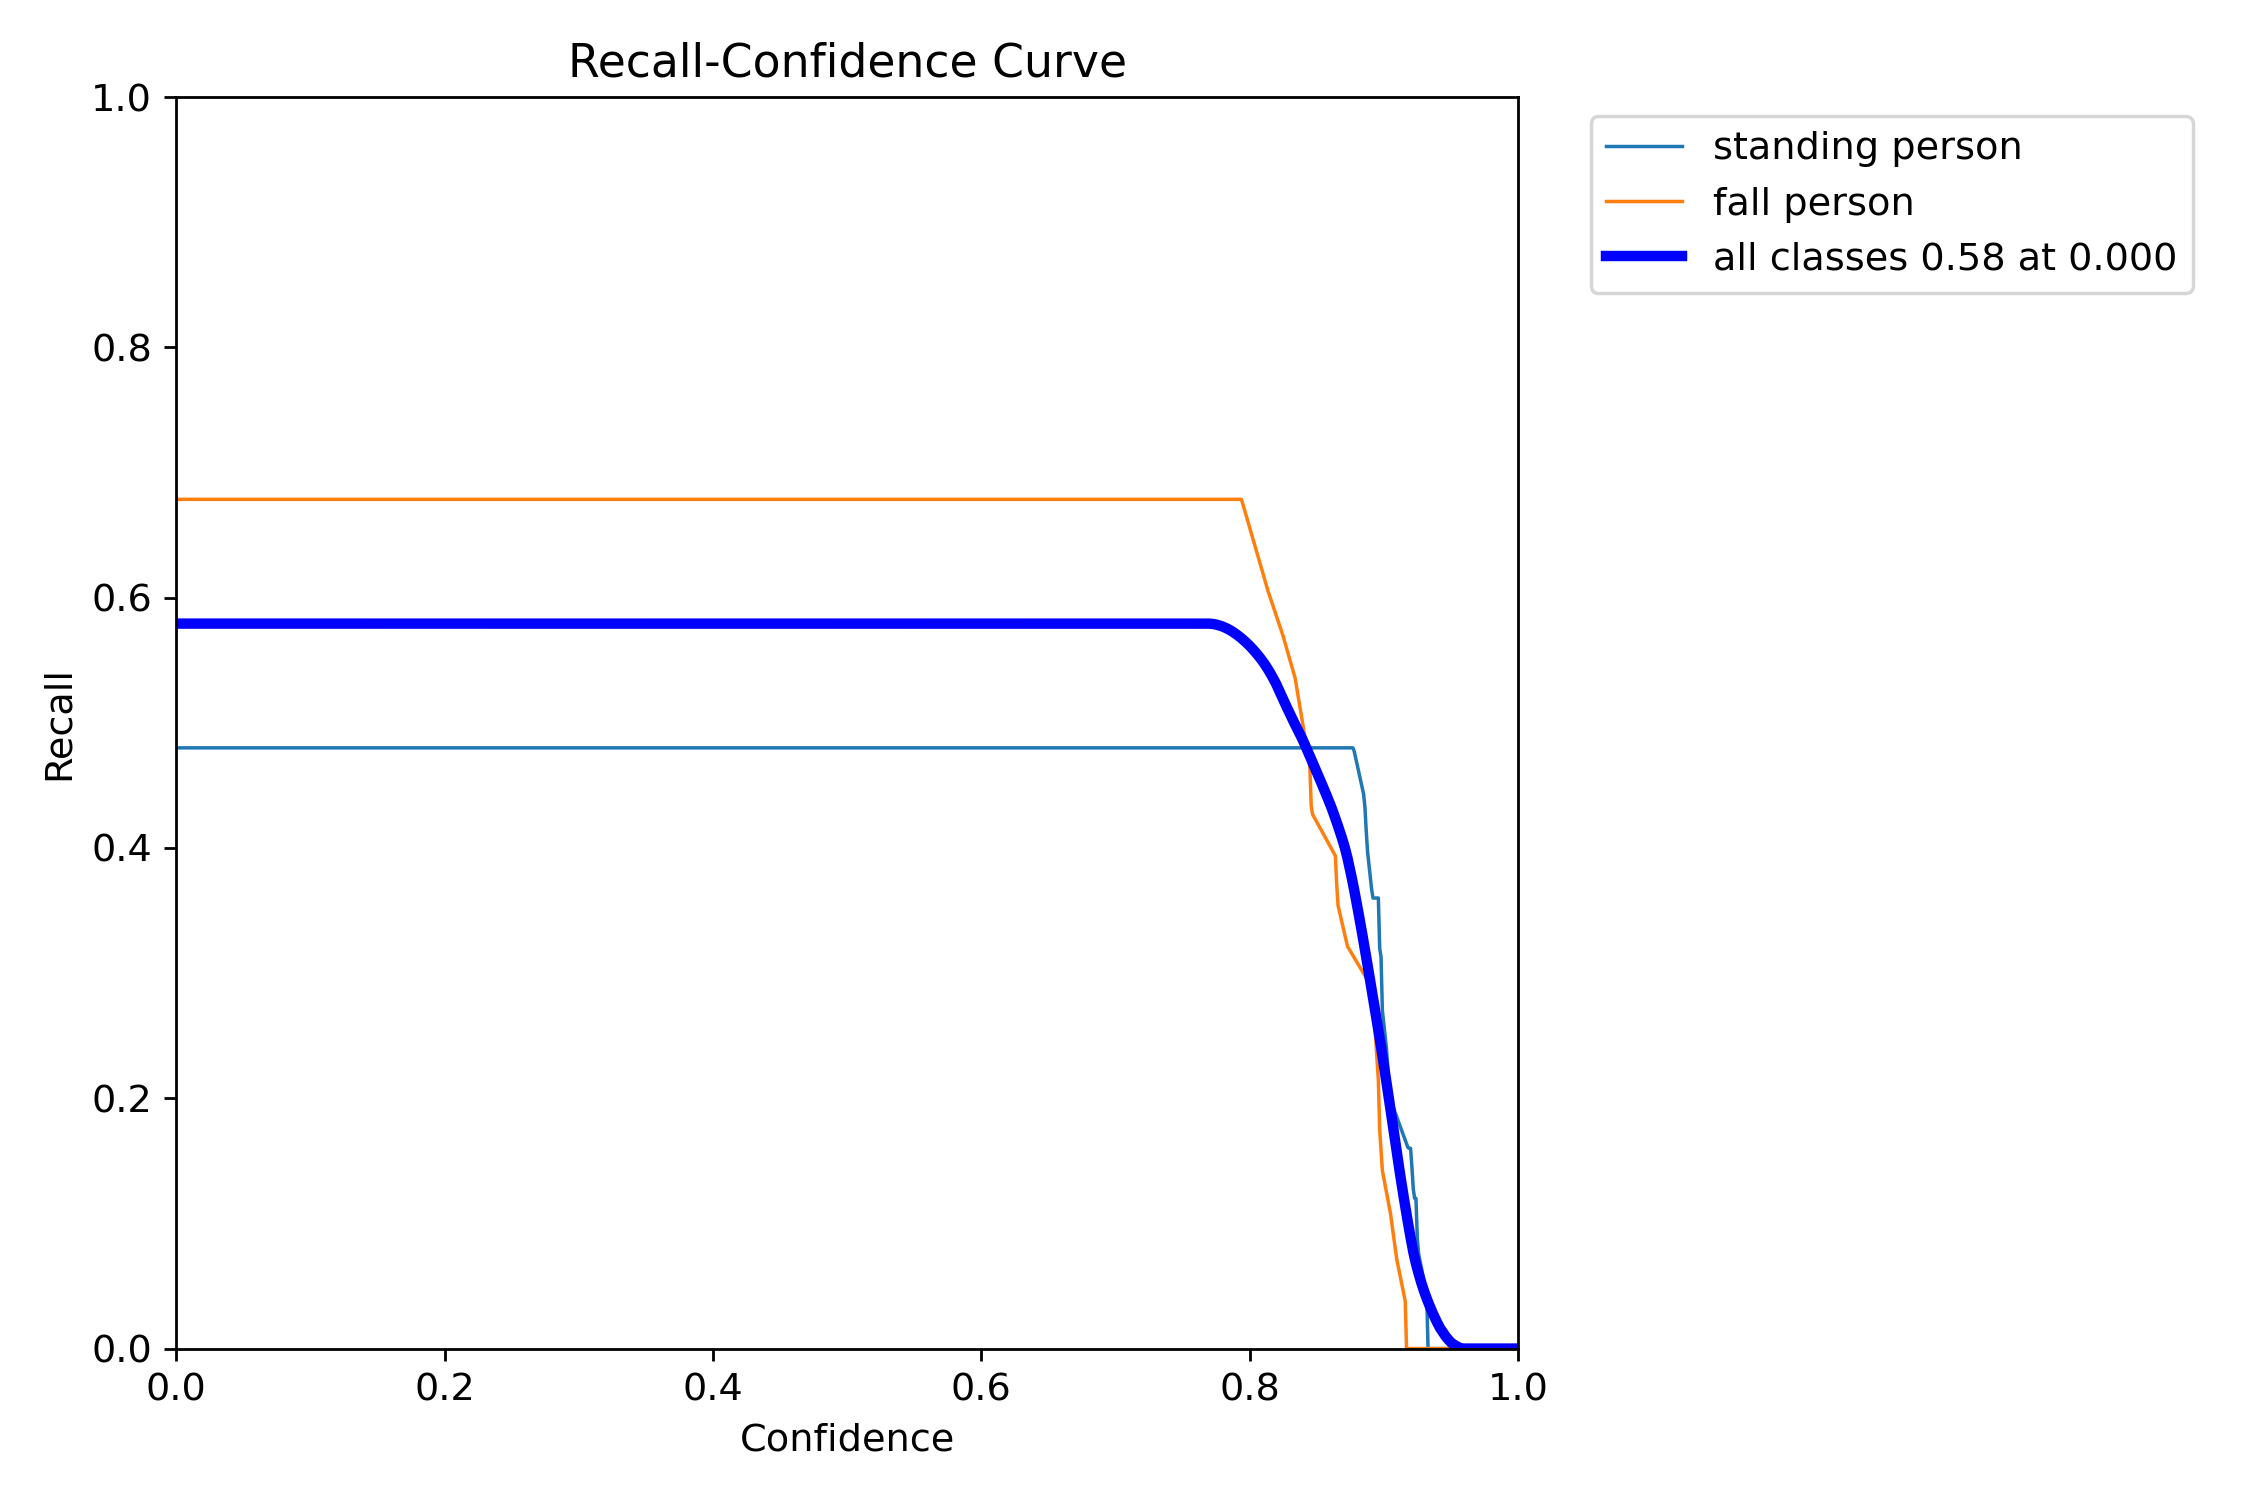 Recall-Confidence Curve
1.0
0.8
0.6
0.4
0.2
0.0
Recall
0.0 0.2 0.4 0.6 0.8 1.0
Confidence
standing person
fall person
all classes 0.58 at 0.000